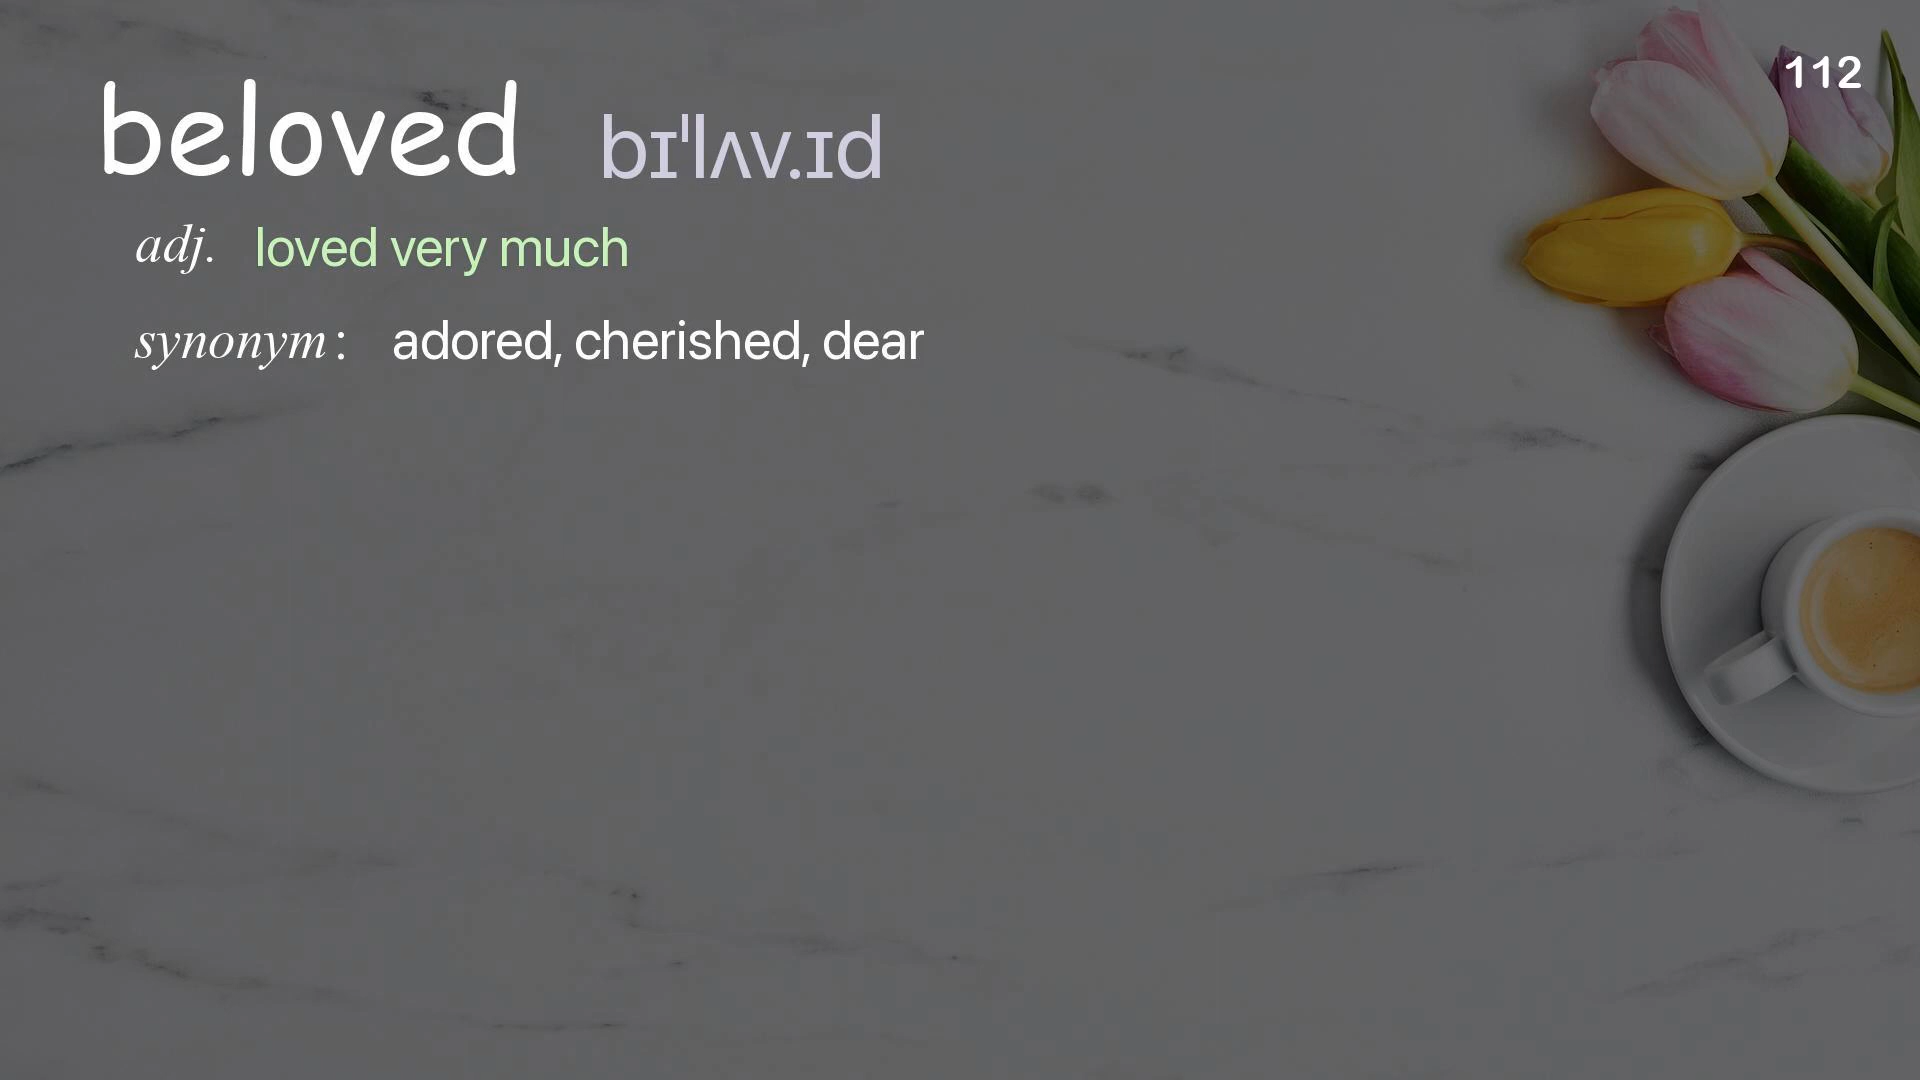 112
beloved bɪˈlʌv.ɪd
adj. loved very much
synonym: adored, cherished, dear